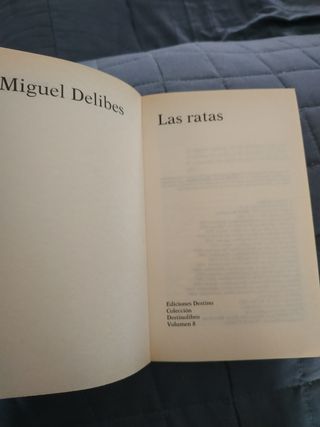 Miguel Delibes
Las ratas
Ediciones Destino
Colección
Destinolibro
Volumen 8